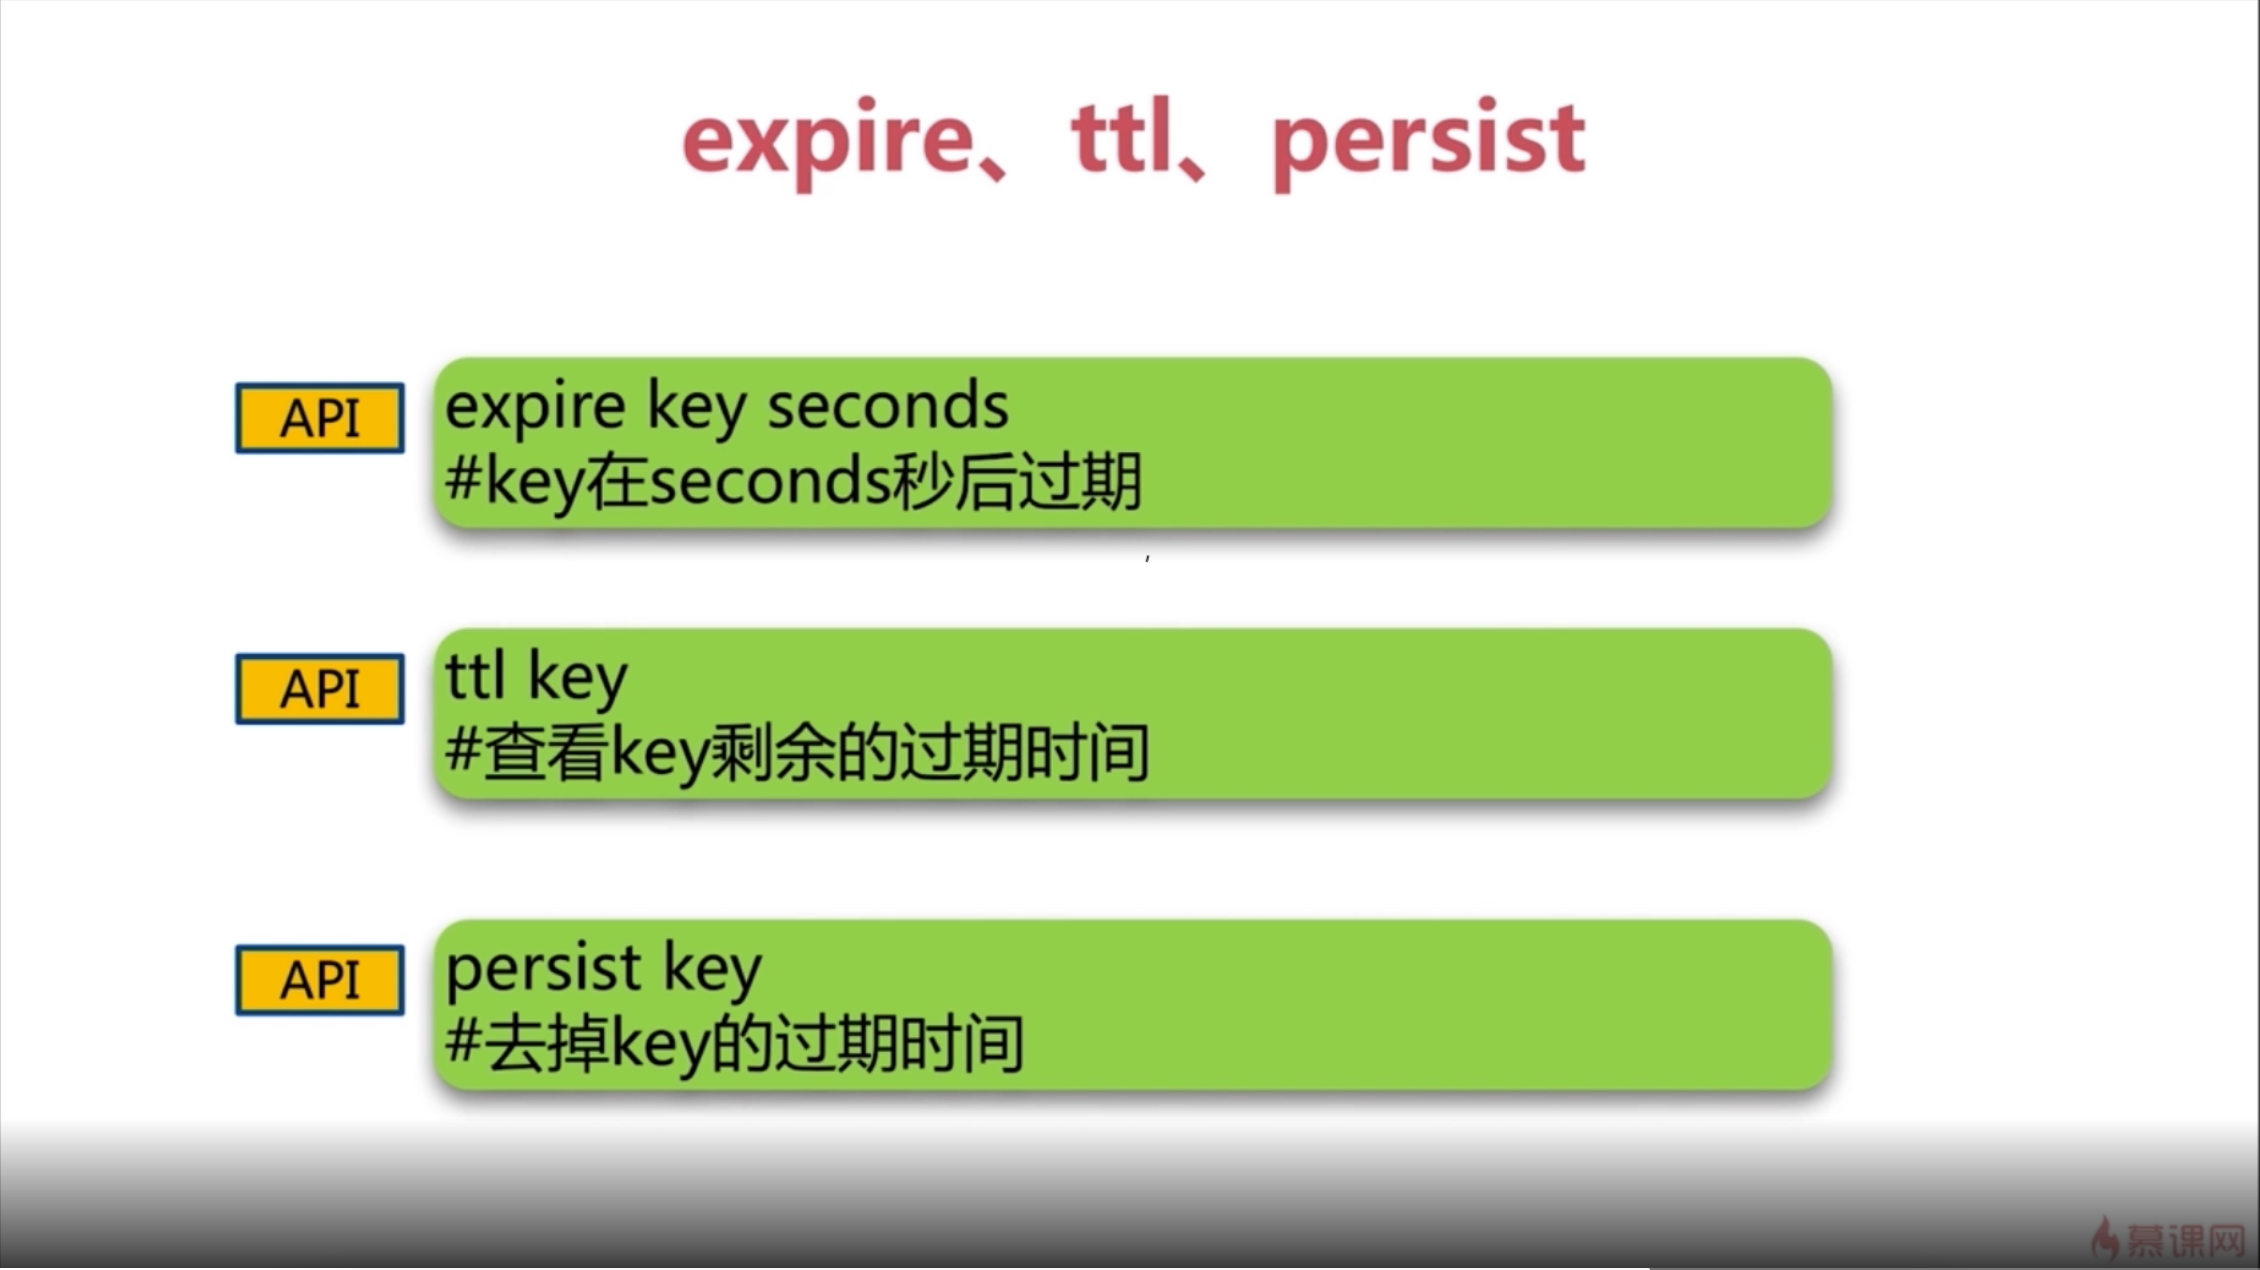 expire、ttl、persist
API
expire key seconds
#key在seconds秒后过期
API
ttl key
#查看key剩余的过期时间
API
persist key
#去掉key的过期时间
慕课网